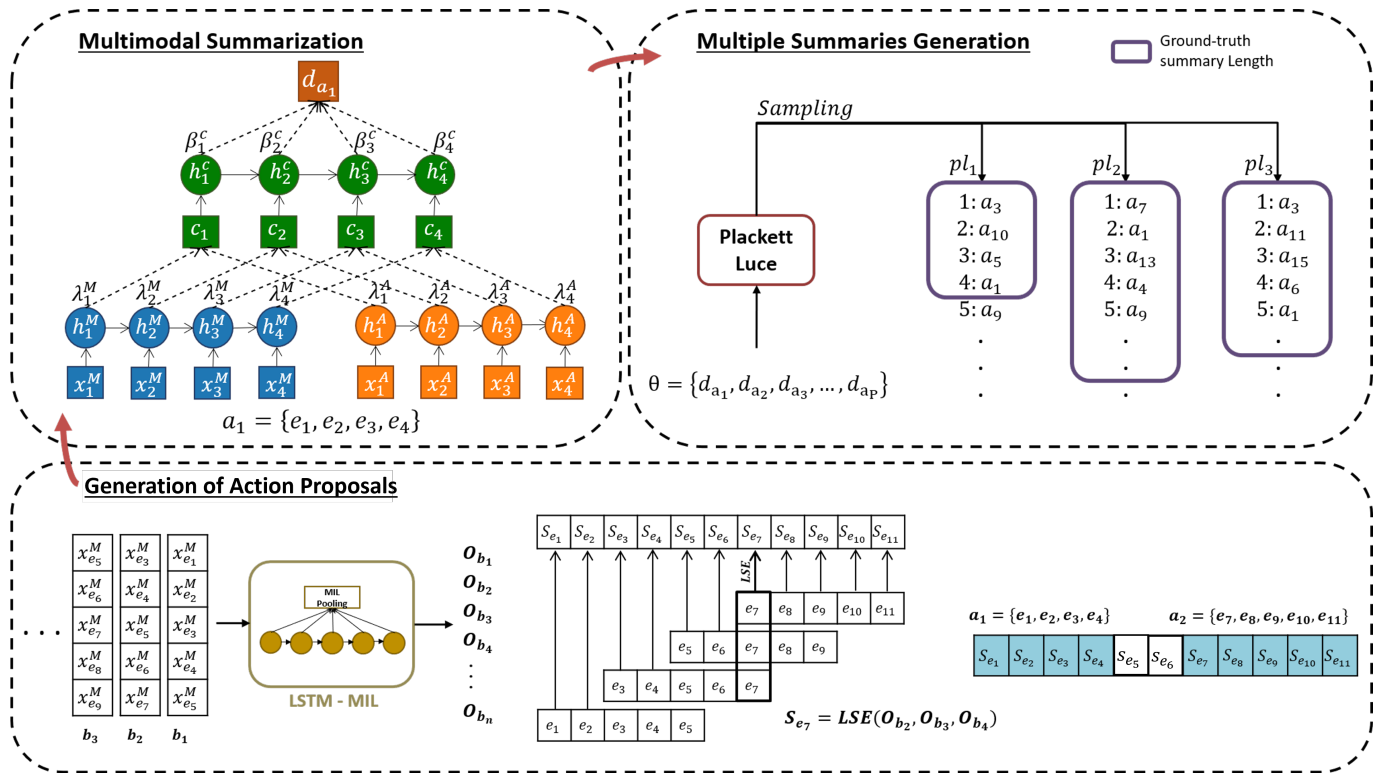 Multimodal Summarization
d_{a_1}
β_1^c β_2^c β_3^c β_4^c
h_1^c h_2^c h_3^c h_4^c
c_1 c_2 c_3 c_4
λ_1^M λ_2^M λ_3^M λ_4^M λ_1^A λ_2^A λ_3^A λ_4^A
h_1^M h_2^M h_3^M h_4^M h_1^A h_2^A h_3^A h_4^A
x_1^M x_2^M x_3^M x_4^M x_1^A x_2^A x_3^A x_4^A
a_1 = {e_1, e_2, e_3, e_4}
Multiple Summaries Generation
Ground-truth
summary Length
Sampling
pl_1 pl_2 pl_3
1: a_3 1: a_7 1: a_3
2: a_10 2: a_1 2: a_11
3: a_5 3: a_13 3: a_15
4: a_1 4: a_4 4: a_6
5: a_9 5: a_9 5: a_1
. . .
. . .
. . .
Plackett
Luce
θ = {d_{a_1}, d_{a_2}, d_{a_3}, ..., d_{a_P}}
Generation of Action Proposals
x_{e_5}^M x_{e_3}^M x_{e_1}^M
x_{e_6}^M x_{e_4}^M x_{e_2}^M
. . . x_{e_7}^M x_{e_5}^M x_{e_3}^M
x_{e_8}^M x_{e_6}^M x_{e_4}^M
x_{e_9}^M x_{e_7}^M x_{e_5}^M
b_3 b_2 b_1
MIL
Pooling
LSTM - MIL
O_{b_1}
O_{b_2}
O_{b_3}
O_{b_4}
⋮
O_{b_n}
S_{e_1} S_{e_2} S_{e_3} S_{e_4} S_{e_5} S_{e_6} S_{e_7} S_{e_8} S_{e_9} S_{e_10} S_{e_11}
LSE
e_7 e_8 e_9 e_10 e_11
e_5 e_6 e_7 e_8 e_9
e_3 e_4 e_5 e_6 e_7
e_1 e_2 e_3 e_4 e_5
S_{e_7} = LSE(O_{b_2}, O_{b_3}, O_{b_4})
a_1 = {e_1, e_2, e_3, e_4} a_2 = {e_7, e_8, e_9, e_10, e_11}
S_{e_1} S_{e_2} S_{e_3} S_{e_4} S_{e_5} S_{e_6} S_{e_7} S_{e_8} S_{e_9} S_{e_10} S_{e_11}